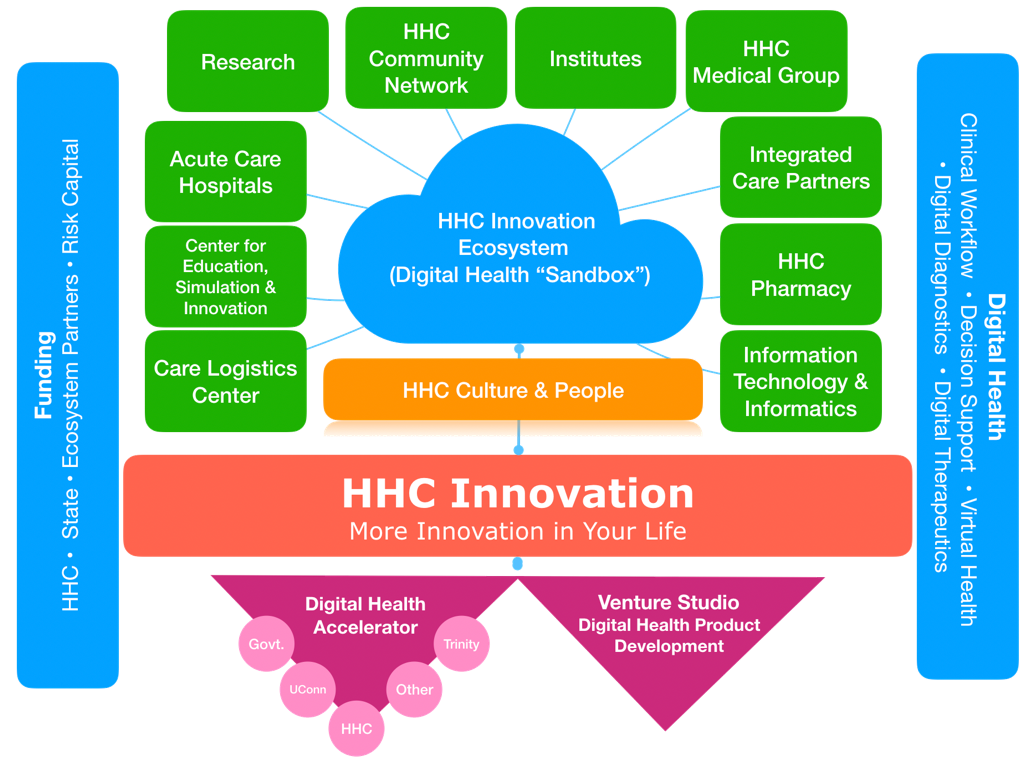 Research
HHC
Community
Network
Institutes
HHC
Medical Group
Acute Care
Hospitals
Integrated
Care Partners
Center for
Education,
Simulation &
Innovation
HHC
Pharmacy
Care Logistics
Center
Information
Technology &
Informatics
HHC Innovation
Ecosystem
(Digital Health “Sandbox”)
HHC Culture & People
HHC Innovation
More Innovation in Your Life
Funding
HHC • State • Ecosystem Partners • Risk Capital
Digital Health
Clinical Workflow • Decision Support • Virtual Health
• Digital Diagnostics • Digital Therapeutics
Digital Health
Accelerator
Govt.
UConn
HHC
Other
Trinity
Venture Studio
Digital Health Product
Development